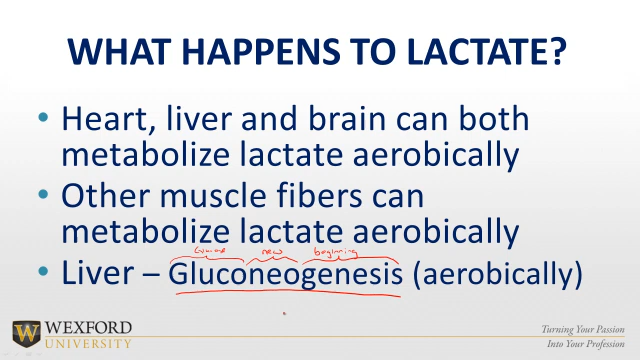 WHAT HAPPENS TO LACTATE?
• Heart, liver and brain can both
metabolize lactate aerobically
• Other muscle fibers can
metabolize lactate aerobically
new beginning
• Liver – Gluconeogenesis (aerobically)
W WEXFORD
UNIVERSITY
Turning Your Passion
Into Your Profession